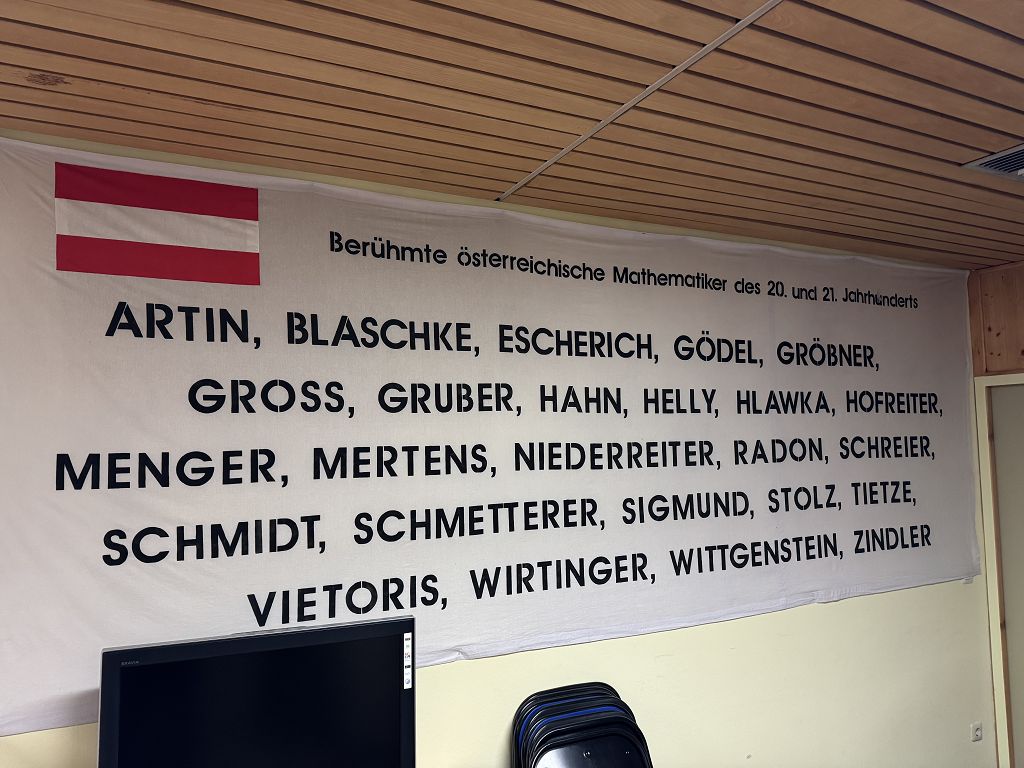 Berühmte österreichische Mathematiker des 20. und 21. Jahrhunderts
ARTIN, BLASCHKE, ESCHERICH, GÖDEL, GRÖBNER,
GROSS, GRUBER, HAHN, HELLY, HLAWKA, HOFREITER,
MENGER, MERTENS, NIEDERREITER, RADON, SCHREIER,
SCHMIDT, SCHMETTERER, SIGMUND, STOLZ, TIETZE,
VIETORIS, WIRTINGER, WITTGENSTEIN, ZINDLER
BRAVIA